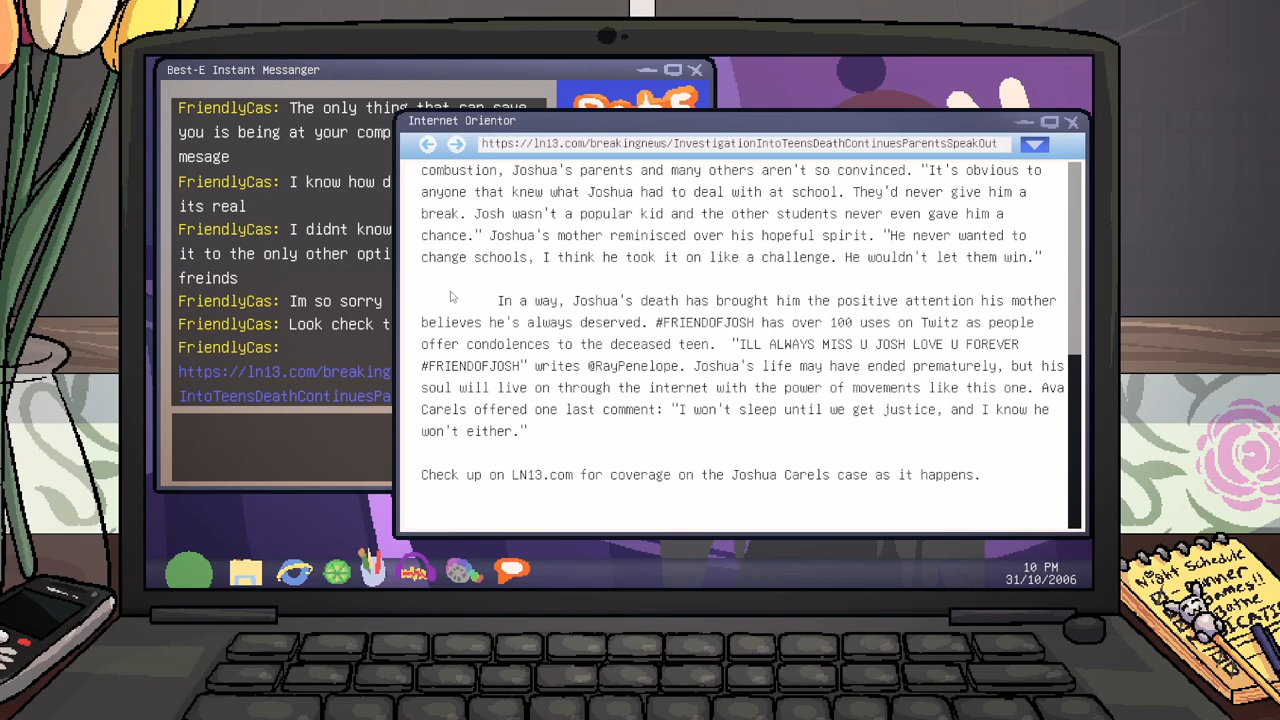 Best-E Instant Messanger
FriendlyCas: The only thing that can save
you is being at your comp
mesage
FriendlyCas: I know how d
its real
FriendlyCas: I didnt know
it to the only other opti
freinds
FriendlyCas: Im so sorry
FriendlyCas: Look check t
FriendlyCas:
https://ln13.com/breaking
IntoTeensDeathContinuesPa
Internet Orientor
https://ln13.com/breakingnews/InvestigationIntoTeensDeathContinuesParentsSpeakOut
combustion, Joshua's parents and many others aren't so convinced. "It's obvious to
anyone that knew what Joshua had to deal with at school. They'd never give him a
break. Josh wasn't a popular kid and the other students never even gave him a
chance." Joshua's mother reminisced over his hopeful spirit. "He never wanted to
change schools, I think he took it on like a challenge. He wouldn't let them win."
In a way, Joshua's death has brought him the positive attention his mother
believes he's always deserved. #FRIENDOFJOSH has over 100 uses on Twitz as people
offer condolences to the deceased teen. "ILL ALWAYS MISS U JOSH LOVE U FOREVER
#FRIENDOFJOSH" writes @RayPenelope. Joshua's life may have ended prematurely, but his
soul will live on through the internet with the power of movements like this one. Ava
Carels offered one last comment: "I won't sleep until we get justice, and I know he
won't either."
Check up on LN13.com for coverage on the Joshua Carels case as it happens.
10 PM
31/10/2006
Night Schedule
Dinner
Games!!